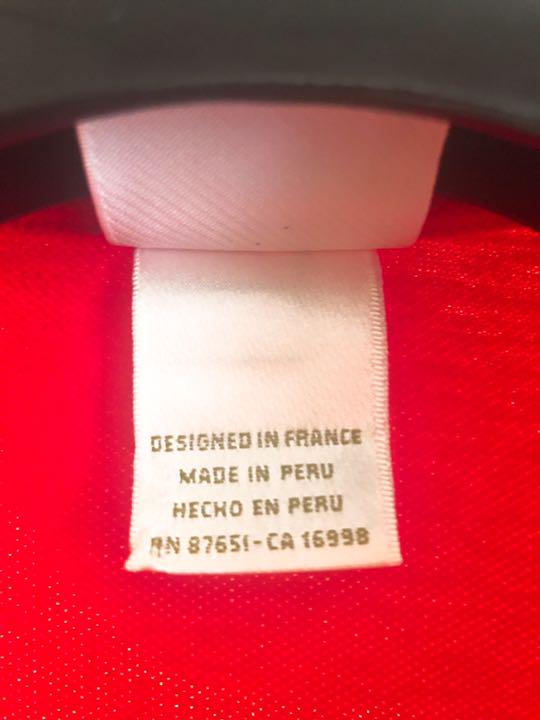 DESIGNED IN FRANCE
MADE IN PERU
HECHO EN PERU
RN 87651-CA 16998